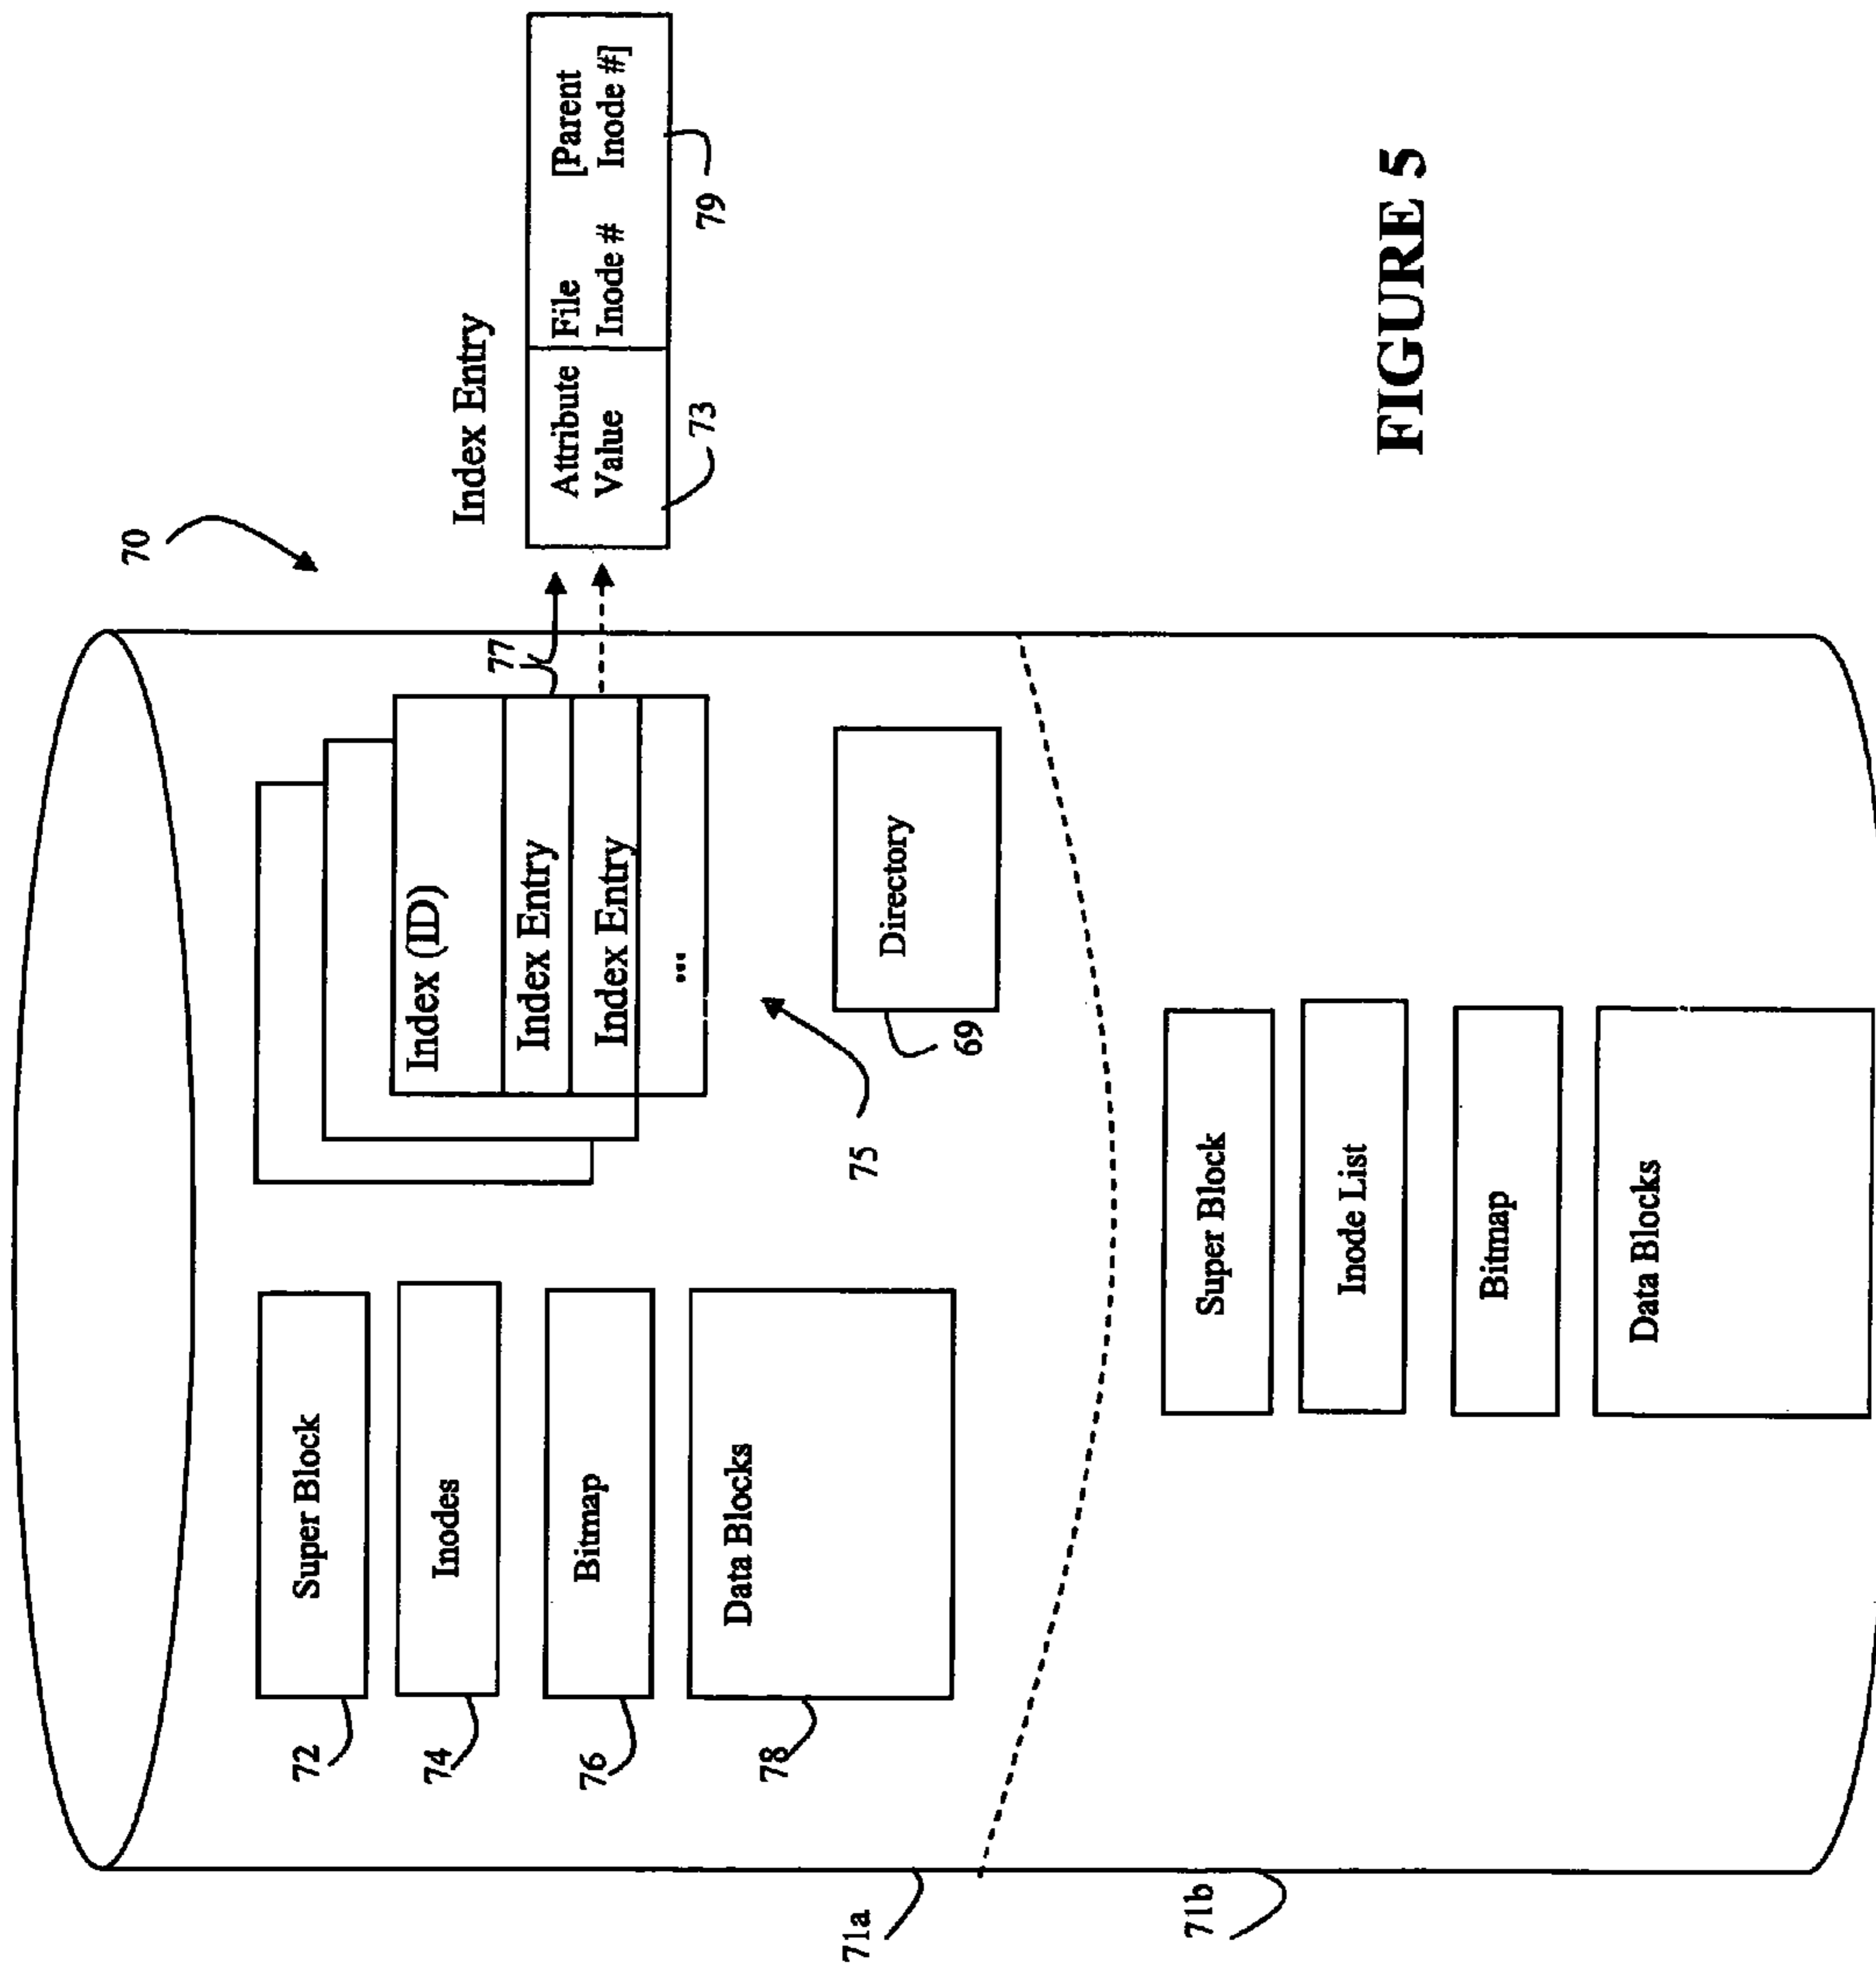 70
Index Entry
Attribute
Value
File
Inode #
[Parent
Inode #]
73
79
77
72
Super Block
74
Inodes
76
Bitmap
78
Data Blocks
Index (ID)
Index Entry
Index Entry
...
75
Directory
69
71a
71b
Super Block
Inode List
Bitmap
Data Blocks
FIGURE 5